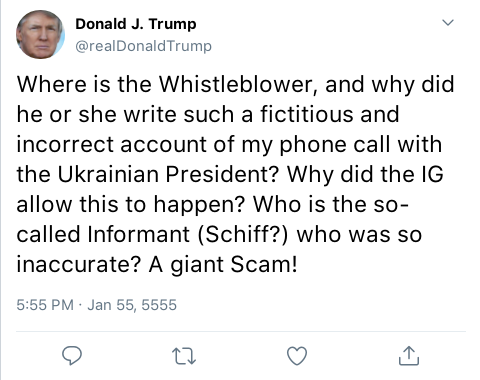 Donald J. Trump
@realDonaldTrump
Where is the Whistleblower, and why did
he or she write such a fictitious and
incorrect account of my phone call with
the Ukrainian President? Why did the IG
allow this to happen? Who is the so-
called Informant (Schiff?) who was so
inaccurate? A giant Scam!
5:55 PM · Jan 55, 5555